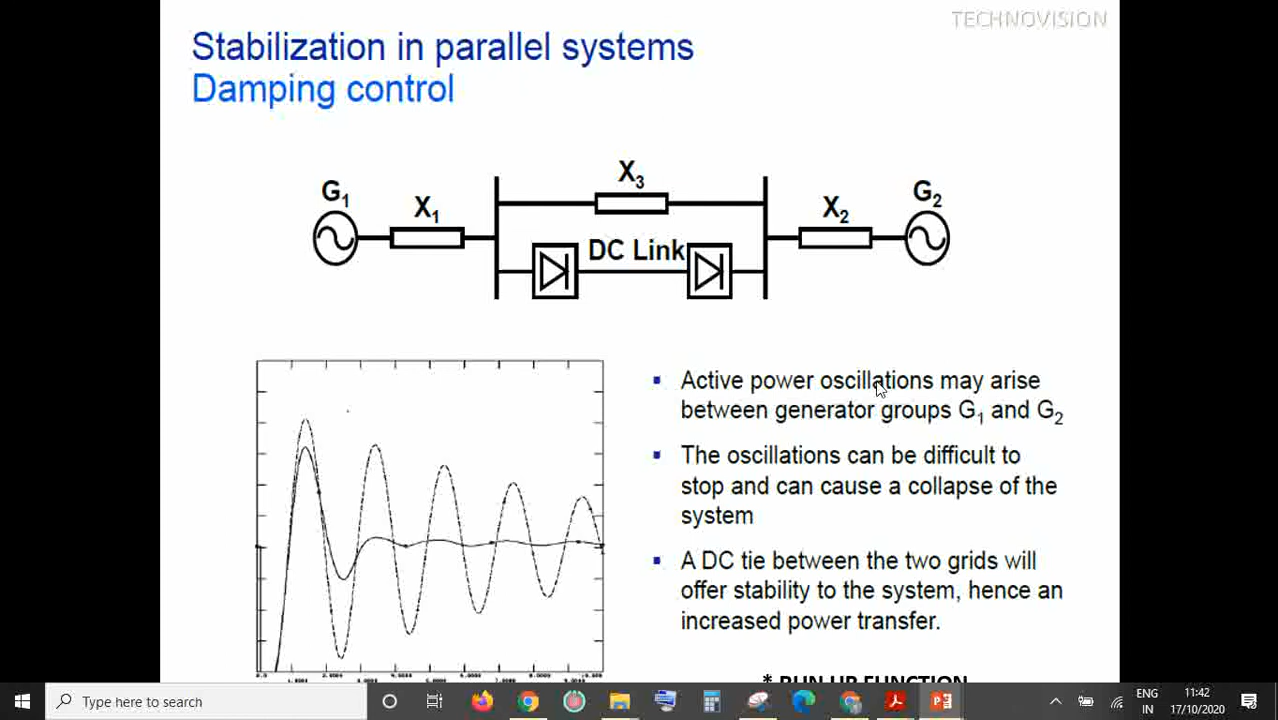 TECHNOVISION
Stabilization in parallel systems
Damping control
G1
X1
X3
X2
G2
DC Link
Active power oscillations may arise
between generator groups G1 and G2
The oscillations can be difficult to
stop and can cause a collapse of the
system
A DC tie between the two grids will
offer stability to the system, hence an
increased power transfer.
* RUN UP FUNCTION
Type here to search
ENG
IN
11:42
17/10/2020